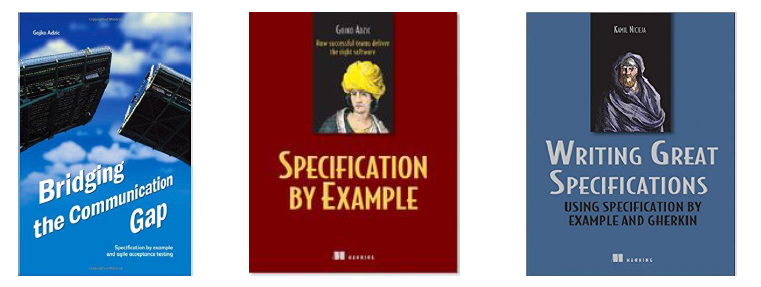 Gojko Adzic
Bridging
the Communication
Gap
Specification by example
and agile acceptance testing
GOJKO ADZIC
How successful teams deliver
the right software
SPECIFICATION
BY EXAMPLE
MANNING
KAMIL NICIEJA
WRITING GREAT
SPECIFICATIONS
USING SPECIFICATION BY
EXAMPLE AND GHERKIN
MANNING